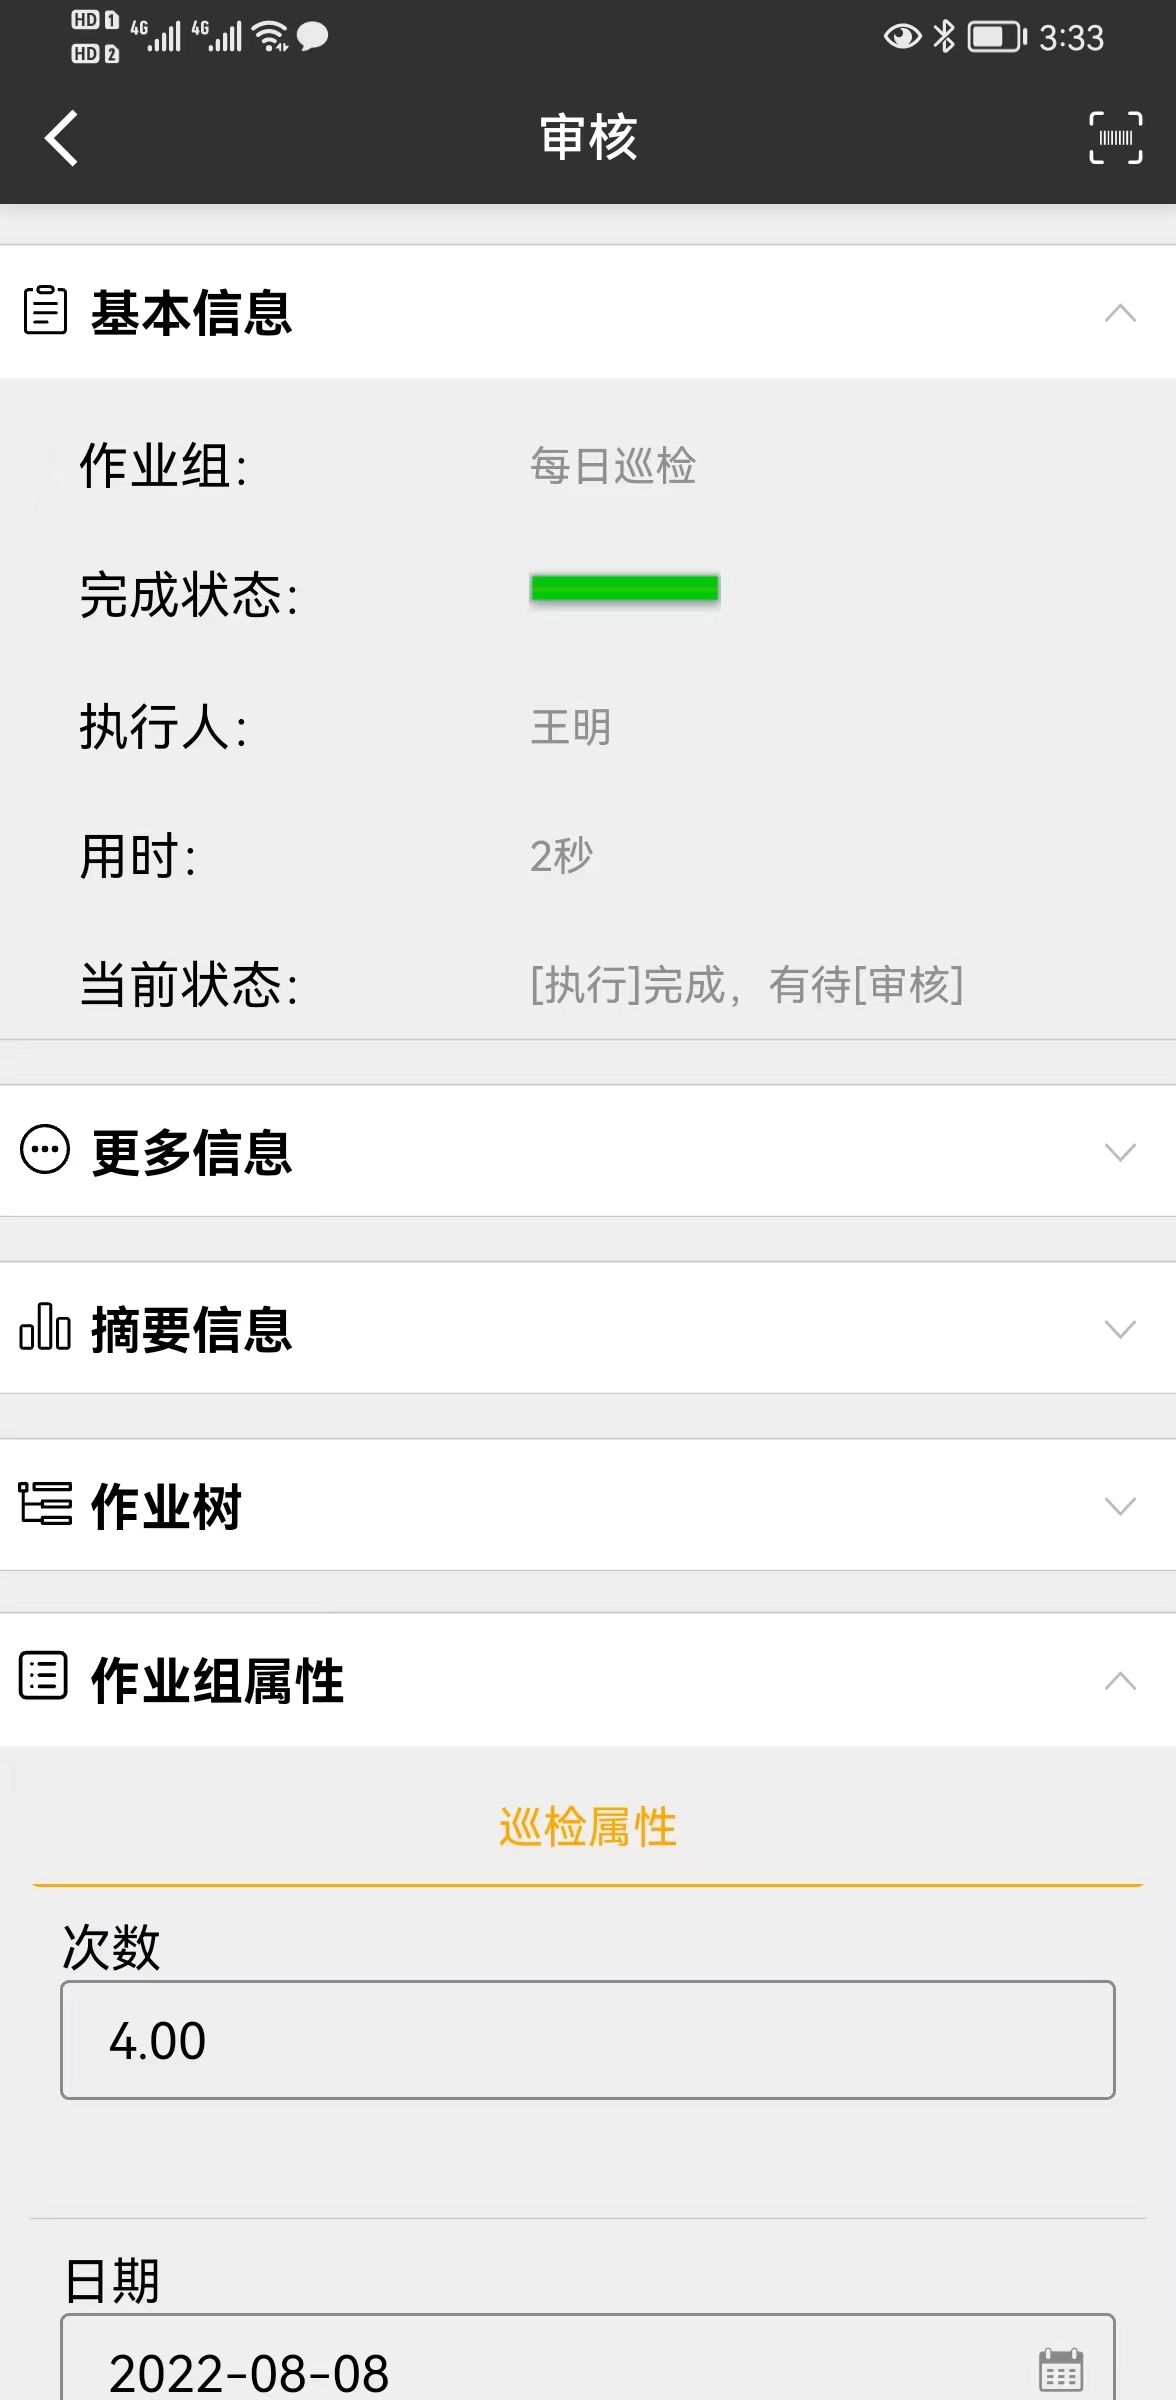 HD 1 4G 4G 3:33
HD 2
审核
基本信息
作业组: 每日巡检
完成状态:
执行人: 王明
用时: 2秒
当前状态: [执行]完成，有待[审核]
更多信息
摘要信息
作业树
作业组属性
巡检属性
次数
4.00
日期
2022-08-08